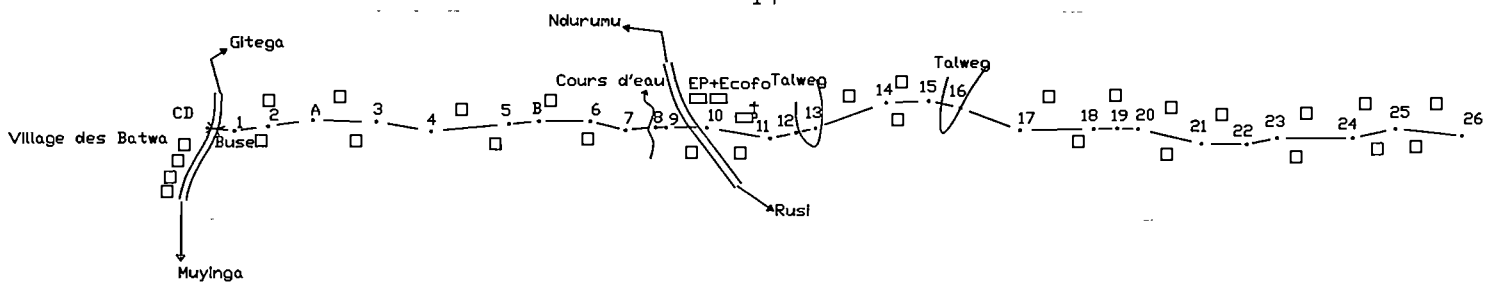 Ndurumu
Gitega
Cours d'eau
EP+Ecofo
Talweg
Talweg
CD
Village des Batwa
Buse
1 2 A 3 4 5 B 6 7 8 9 10 11 12 13 14 15 16 17 18 19 20 21 22 23 24 25 26
Rusi
Muyinga